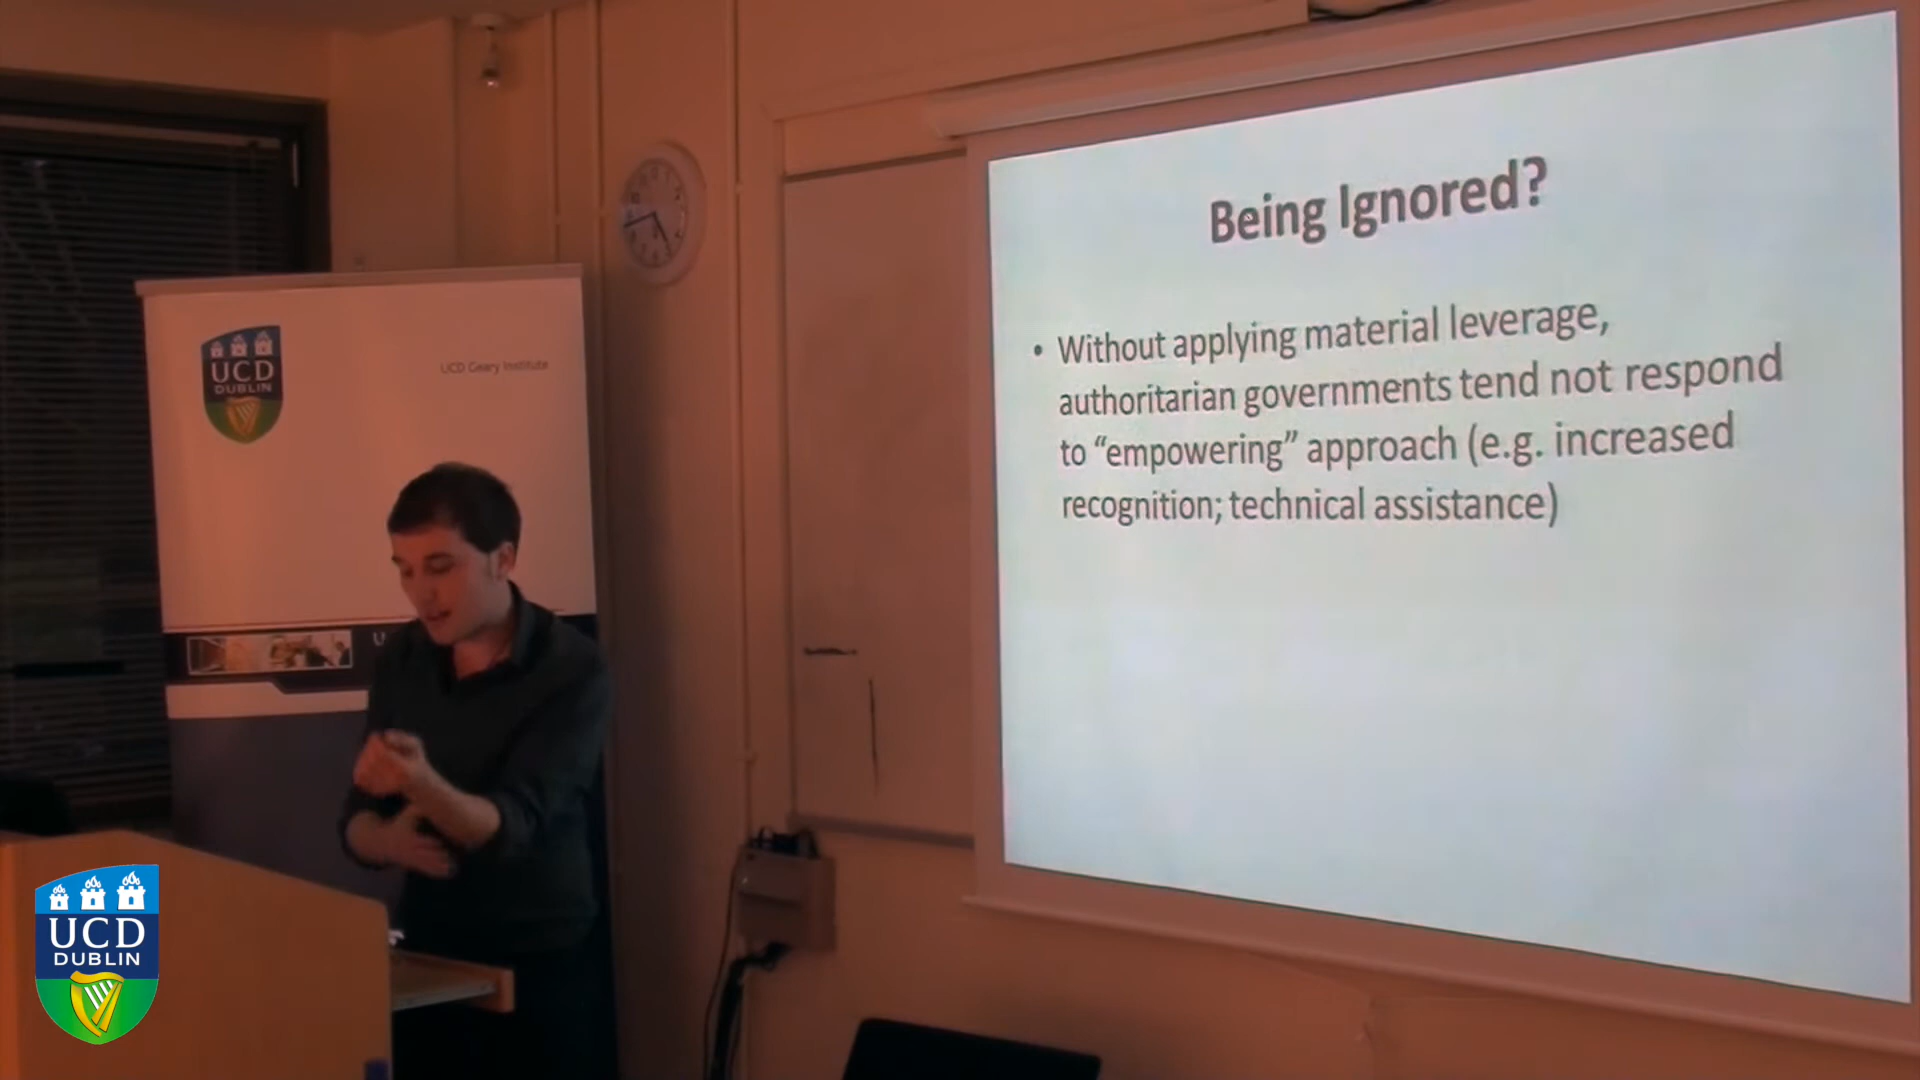 UCD
DUBLIN
UCD Geary Institute
U
Being Ignored?
• Without applying material leverage,
authoritarian governments tend not respond
to “empowering” approach (e.g. increased
recognition; technical assistance)
UCD
DUBLIN